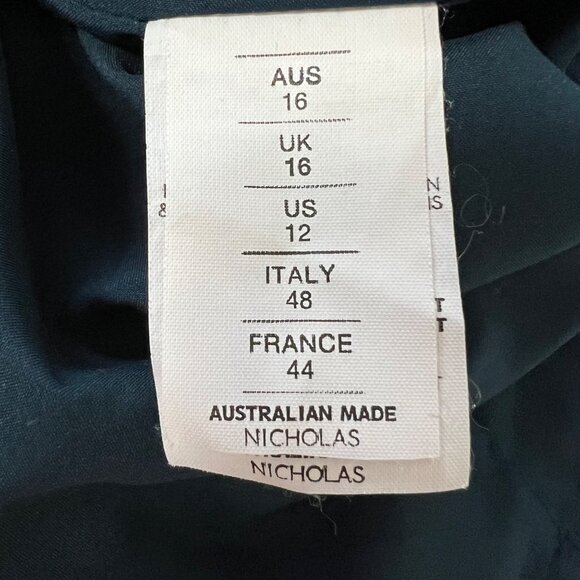 AUS
16
UK
16
US
12
ITALY
48
FRANCE
44
AUSTRALIAN MADE
NICHOLAS
NICHOLAS